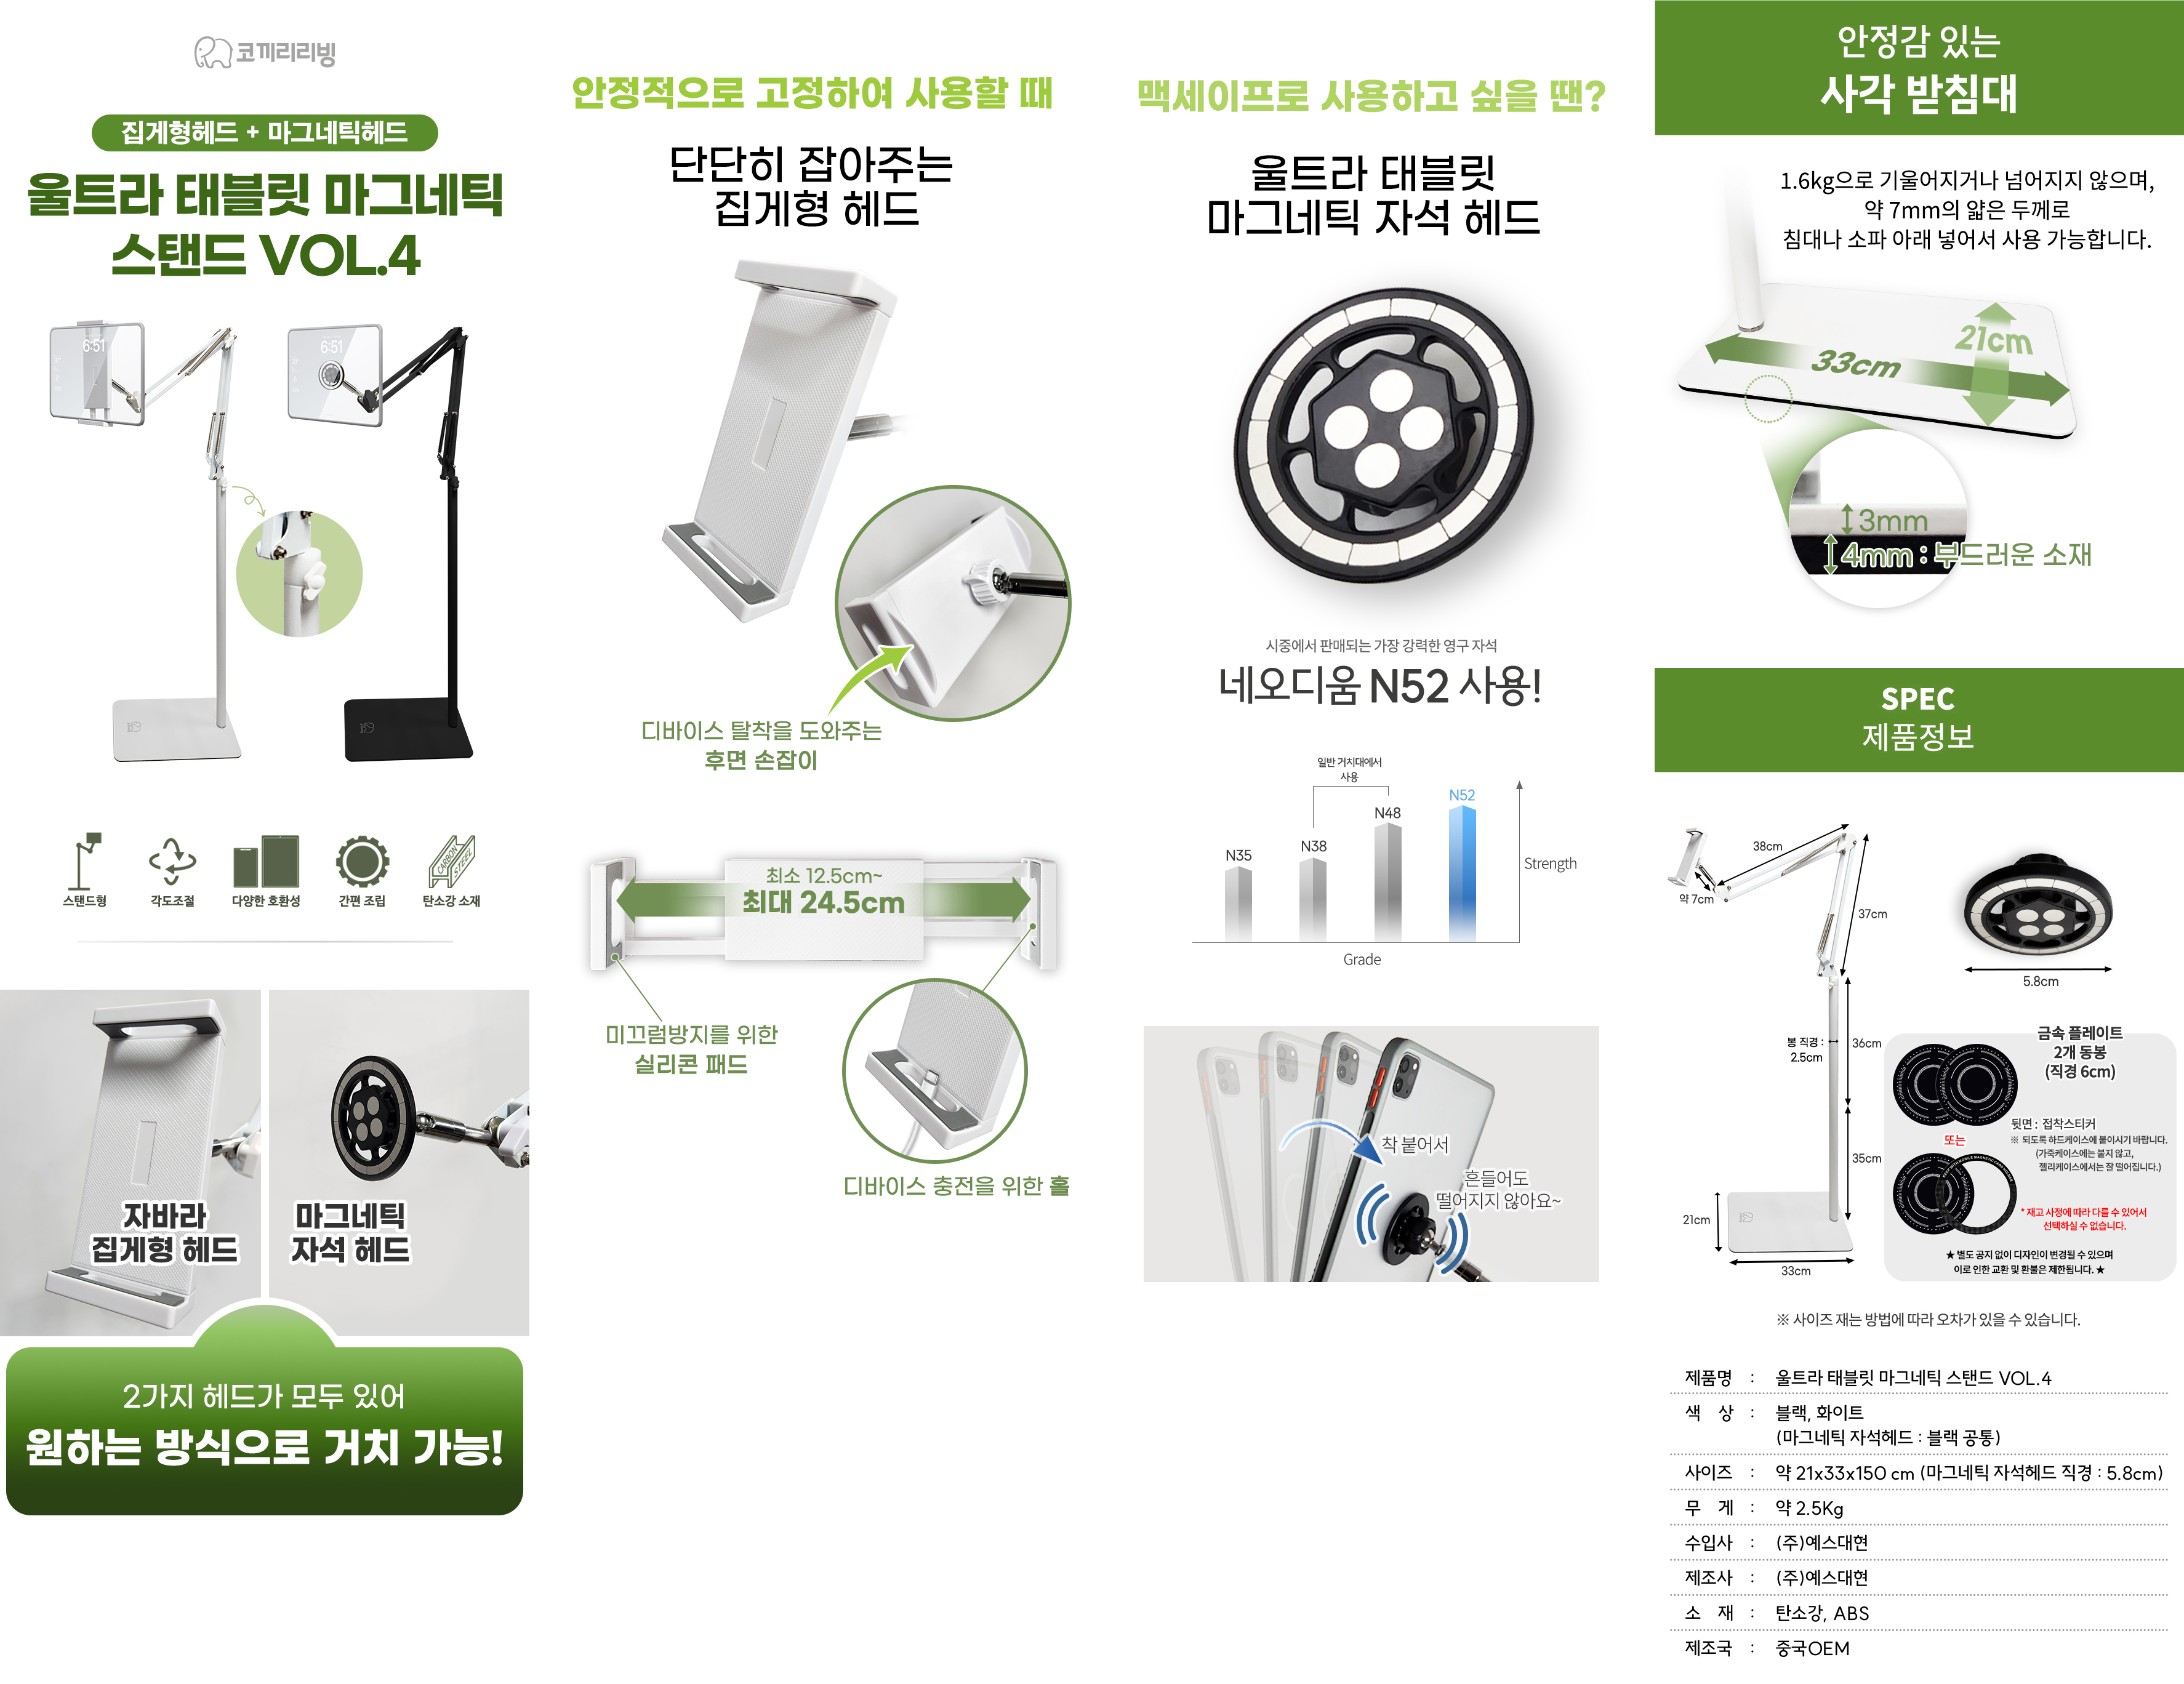 코끼리리빙
집게형헤드 + 마그네틱헤드
울트라 태블릿 마그네틱
스탠드 VOL.4
6:51
6:51
스탠드형
각도조절
다양한 호환성
간편 조립
CARBON
STEEL
탄소강 소재
자바라
집게형 헤드
마그네틱
자석 헤드
2가지 헤드가 모두 있어
원하는 방식으로 거치 가능!
안정적으로 고정하여 사용할 때
단단히 잡아주는
집게형 헤드
디바이스 탈착을 도와주는
후면 손잡이
최소 12.5cm~
최대 24.5cm
미끄럼방지를 위한
실리콘 패드
디바이스 충전을 위한 홀
맥세이프로 사용하고 싶을 땐?
울트라 태블릿
마그네틱 자석 헤드
시중에서 판매되는 가장 강력한 영구 자석
네오디움 N52 사용!
일반 거치대에서
사용
N35
N38
N48
N52
Strength
Grade
착 붙어서
흔들어도
떨어지지 않아요~
안정감 있는
사각 받침대
1.6kg으로 기울어지거나 넘어지지 않으며,
약 7mm의 얇은 두께로
침대나 소파 아래 넣어서 사용 가능합니다.
21cm
33cm
3mm
4mm : 부드러운 소재
SPEC
제품정보
38cm
약 7cm
37cm
5.8cm
봉 직경 :
2.5cm
36cm
35cm
21cm
33cm
금속 플레이트
2개 동봉
(직경 6cm)
뒷면 : 접착스티커
※ 되도록 하드케이스에 붙이시기 바랍니다.
(가죽케이스에는 붙지 않고,
젤리케이스에서는 잘 떨어집니다.)
또는
* 재고 사정에 따라 다를 수 있어서
선택하실 수 없습니다.
★ 별도 공지 없이 디자인이 변경될 수 있으며
이로 인한 교환 및 환불은 제한됩니다. ★
※ 사이즈 재는 방법에 따라 오차가 있을 수 있습니다.
제품명 : 울트라 태블릿 마그네틱 스탠드 VOL.4
색 상 : 블랙, 화이트
(마그네틱 자석헤드 : 블랙 공통)
사이즈 : 약 21x33x150 cm (마그네틱 자석헤드 직경 : 5.8cm)
무 게 : 약 2.5Kg
수입사 : (주)예스대현
제조사 : (주)예스대현
소 재 : 탄소강, ABS
제조국 : 중국OEM